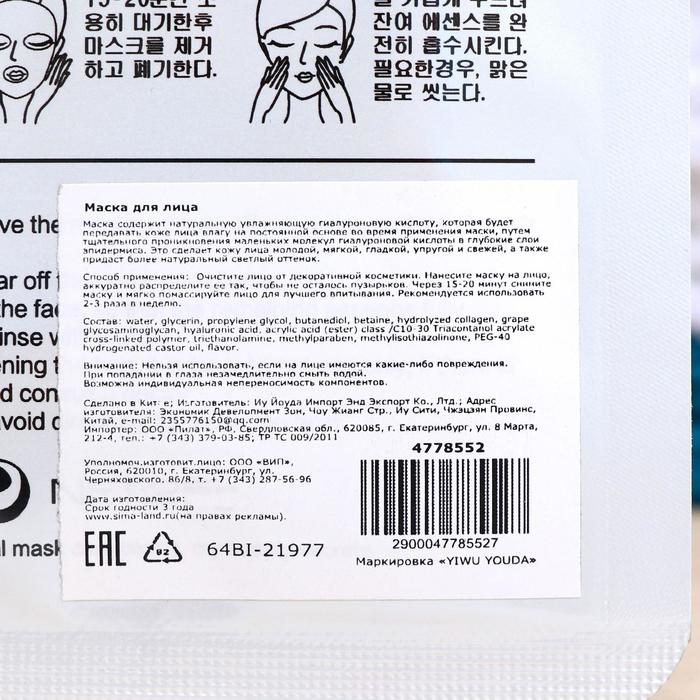 용히 대기한후
마스크를 제거
하고 폐기한다.
잔여 에센스를 완
전히 흡수시킨다.
필요한경우, 맑은
물로 씻는다.
ve the
ar off
the fa
inse w
ening t
d con
avoid
al mask
Маска для лица
Маска содержит натуральную увлажняющую гиалуроновую кислоту, которая будет
передавать коже лица влагу на постоянной основе во время применения маски, путем
тщательного проникновения маленьких молекул гиалуроновой кислоты в глубокие слои
эпидермиса. Это сделает кожу лица молодой, мягкой, гладкой, упругой и свежей, а также
придаст более натуральный светлый оттенок.
Способ применения: Очистите лицо от декоративной косметики. Нанесите маску на лицо,
аккуратно распределите ее так, чтобы не осталось пузырьков. Через 15-20 минут снимите
маску и мягко помассируйте лицо для лучшего впитывания. Рекомендуется использовать
2-3 раза в неделю.
Состав: water, glycerin, propylene glycol, butanediol, betaine, hydrolyzed collagen, grape
glycosaminoglycan, hyaluronic acid, acrylic acid (ester) class /C10-30 Triacontanol acrylate
cross-linked polymer, triethanolamine, methylparaben, methylisothiazolinone, PEG-40
hydrogenated castor oil, flavor.
Внимание: Нельзя использовать, если на лице имеются какие-либо повреждения.
При попадании в глаза незамедлительно смыть водой.
Возможна индивидуальная непереносимость компонентов.
Сделано в Китае; Изготовитель: Иу Йоуда Импорт Энд Экспорт Ко., Лтд.; Адрес
изготовителя: Экономик Девелопмент Зон, Чоу Жианг Стр., Иу Сити, Чжэцзян Провинс,
Китай, e-mail: 2355776150@qq.com
Импортер: ООО «Пилат», РФ, Свердловская обл., 620085, г. Екатеринбург, ул. 8 Марта,
212-4, тел.: +7 (343) 379-03-85; ТР ТС 009/2011
4778552
Уполномоч.изготовит.лицо: ООО «ВИП»,
Россия, 620010, г. Екатеринбург, ул.
Черняховского, 86/8, т. +7 (343) 287-56-96
Дата изготовления:
Срок годности 3 года
www.sima-land.ru(на правах рекламы).
EAC
02
64BI-21977
2900047785527
Маркировка «YIWU YOUDA»